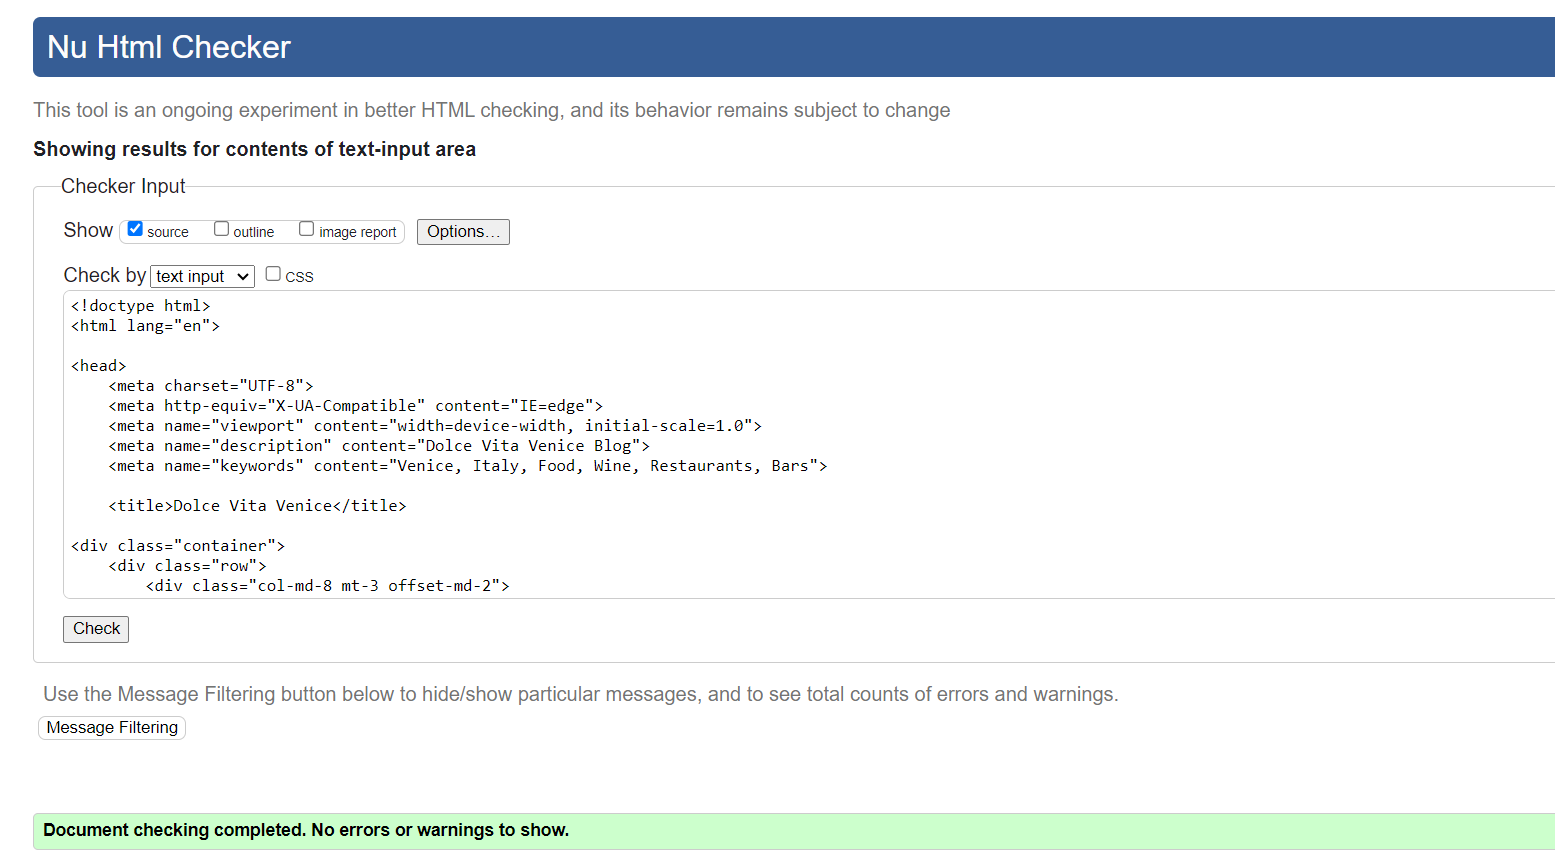 Nu Html Checker
This tool is an ongoing experiment in better HTML checking, and its behavior remains subject to change
Showing results for contents of text-input area
Checker Input
Show source outline image report Options...
Check by text input CSS
<!doctype html>
<html lang="en">
<head>
    <meta charset="UTF-8">
    <meta http-equiv="X-UA-Compatible" content="IE=edge">
    <meta name="viewport" content="width=device-width, initial-scale=1.0">
    <meta name="description" content="Dolce Vita Venice Blog">
    <meta name="keywords" content="Venice, Italy, Food, Wine, Restaurants, Bars">
    <title>Dolce Vita Venice</title>
<div class="container">
    <div class="row">
        <div class="col-md-8 mt-3 offset-md-2">
Check
Use the Message Filtering button below to hide/show particular messages, and to see total counts of errors and warnings.
Message Filtering
Document checking completed. No errors or warnings to show.